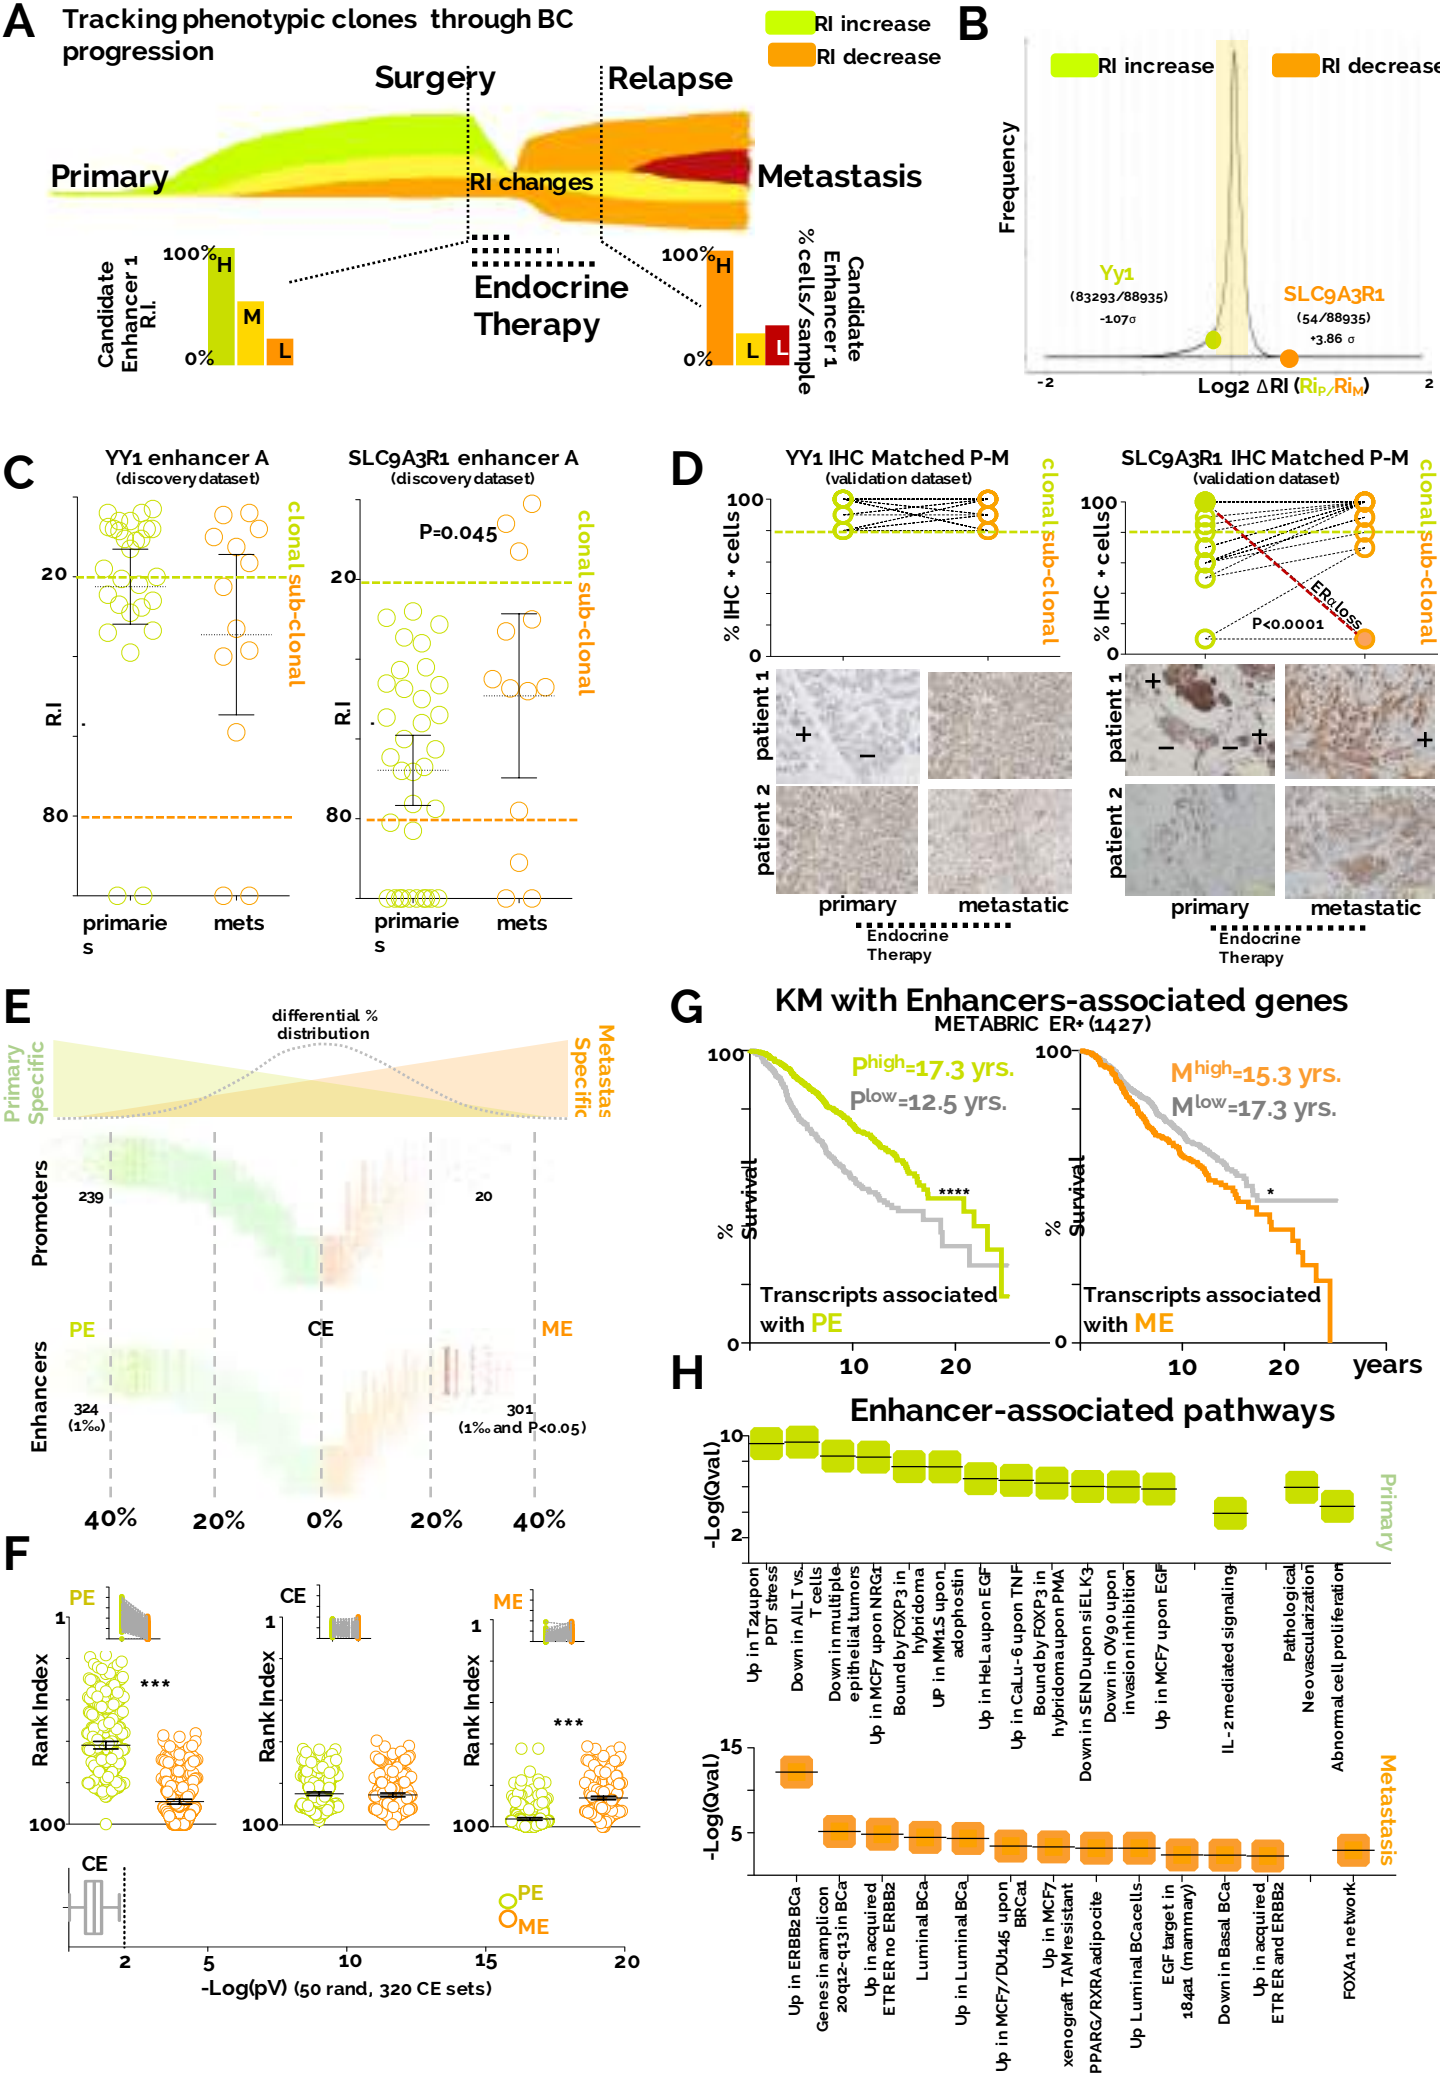 A
Tracking phenotypic clones through BC
progression
RI increase
RI decrease
Surgery
Relapse
Primary
RI changes
Metastasis
Endocrine
Therapy
Candidate
Enhancer 1
R.I.
100%
0%
H
M
L
100%
0%
H
L
L
Candidate
Enhancer 1
% cells/sample
B
RI increase
RI decrease
Frequency
Yy1
(83293/88935)
-1.07σ
SLC9A3R1
(54/88935)
+3.86 σ
-2
Log2 ΔRI (RiP/RiM)
2
C
YY1 enhancer A
(discovery dataset)
20
80
R.I
clonal
sub-clonal
primarie
s
mets
SLC9A3R1 enhancer A
(discovery dataset)
P=0.045
20
80
R.I
clonal
sub-clonal
primarie
s
mets
D
YY1 IHC Matched P-M
(validation dataset)
100
0
% IHC + cells
clonal
sub-clonal
SLC9A3R1 IHC Matched P-M
(validation dataset)
100
0
% IHC + cells
ERα loss
P<0.0001
clonal
sub-clonal
patient 1
+
–
patient 2
primary
metastatic
Endocrine
Therapy
patient 1
+
–
–
+
+
patient 2
primary
metastatic
Endocrine
Therapy
E
differential %
distribution
Primary
Specific
Metastas
Specific
Promoters
239
20
PE
CE
ME
Enhancers
324
(1‰)
301
(1‰ and P<0.05)
40%
20%
0%
20%
40%
F
PE
1
100
Rank Index
***
CE
1
100
Rank Index
ME
1
100
Rank Index
***
CE
PE
ME
2
5
10
15
20
-Log(pV) (50 rand, 320 CE sets)
G
KM with Enhancers-associated genes
METABRIC ER+ (1427)
100
0
% Survival
Phigh=17.3 yrs.
Plow=12.5 yrs.
****
Transcripts associated
with PE
10
20
100
0
% Survival
Mhigh=15.3 yrs.
Mlow=17.3 yrs.
*
Transcripts associated
with ME
10
20
years
H
Enhancer-associated pathways
-Log(Qval)
10
2
Primary
Up in T24 upon
PDT stress
Down in AILT vs.
T cells
Down in multiple
epithelial tumors
Up in MCF7 upon NRG1
Bound by FOXP3 in
hybridoma
UP in MM1.S upon
adophostin
Up in HeLa upon EGF
Up in CaLu-6 upon TNF
Bound by FOXP3 in
hybridoma upon PMA
Down in SEND upon siELK3
Down in OV90 upon
invasion inhibition
Up in MCF7 upon EGF
IL-2 mediated signaling
Pathological
Neovascularization
Abnormal cell proliferation
-Log(Qval)
15
5
Metastasis
Up in ERBB2 BCa
Genes in amplicon
20q12-q13 in BCa
Up in acquired
ETR ER no ERBB2
Luminal BCa
Up in Luminal BCa
Up in MCF7/DU145 upon
BRCa1
Up in MCF7
xenograft TAM resistant
PPARG/RXRA adipocite
Up Luminal BCa cells
EGF target in
184a1 (mammary)
Down in Basal BCa
Up in acquired
ETR ER and ERBB2
FOXA1 network